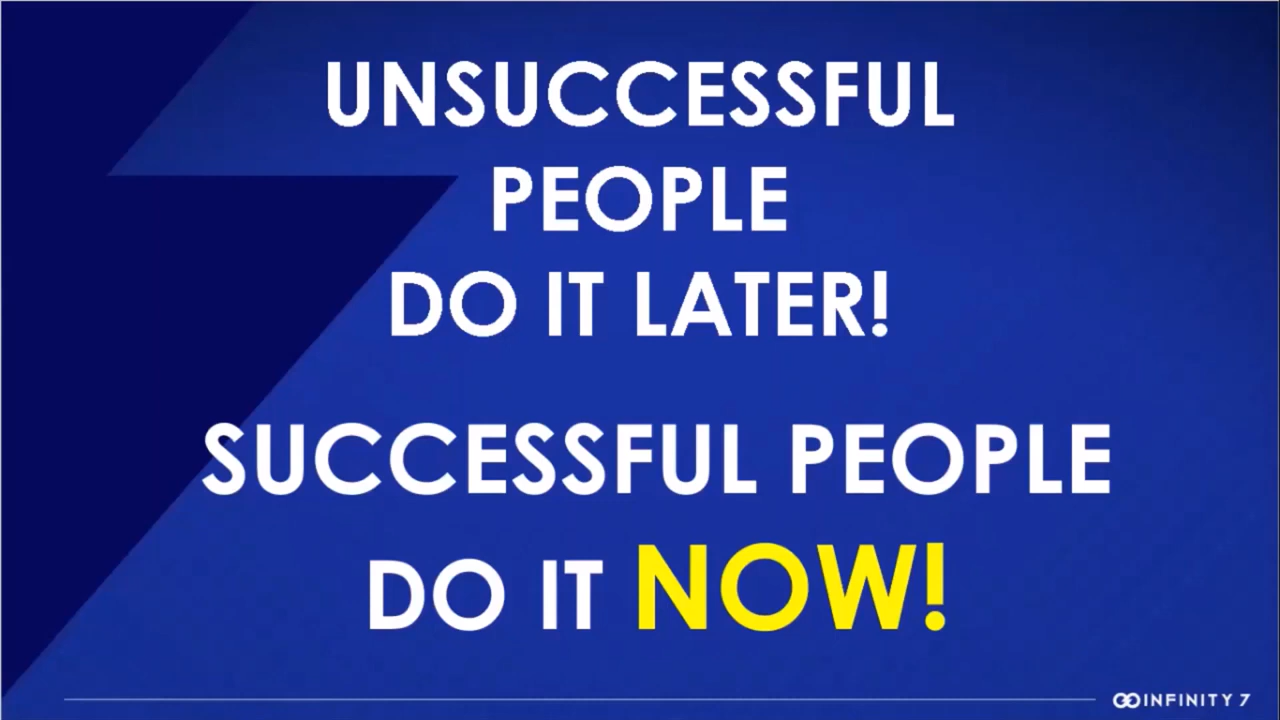 UNSUCCESSFUL
PEOPLE
DO IT LATER!
SUCCESSFUL PEOPLE
DO IT NOW!
INFINITY 7